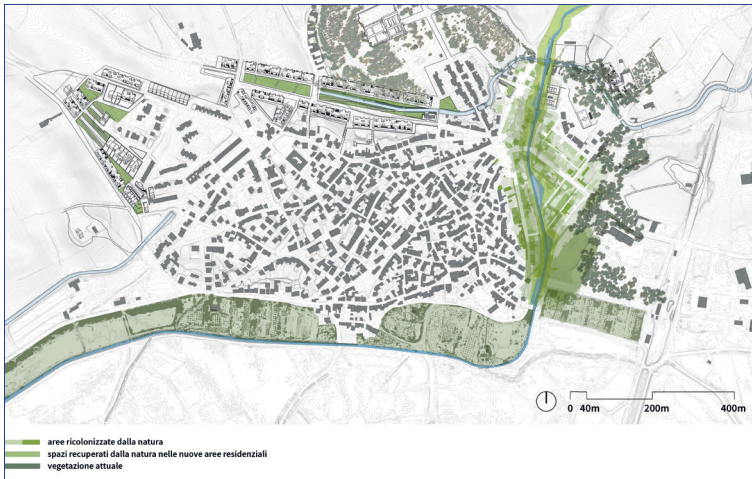 0 40m 200m 400m
aree ricolonizzate dalla natura
spazi recuperati dalla natura nelle nuove aree residenziali
vegetazione attuale